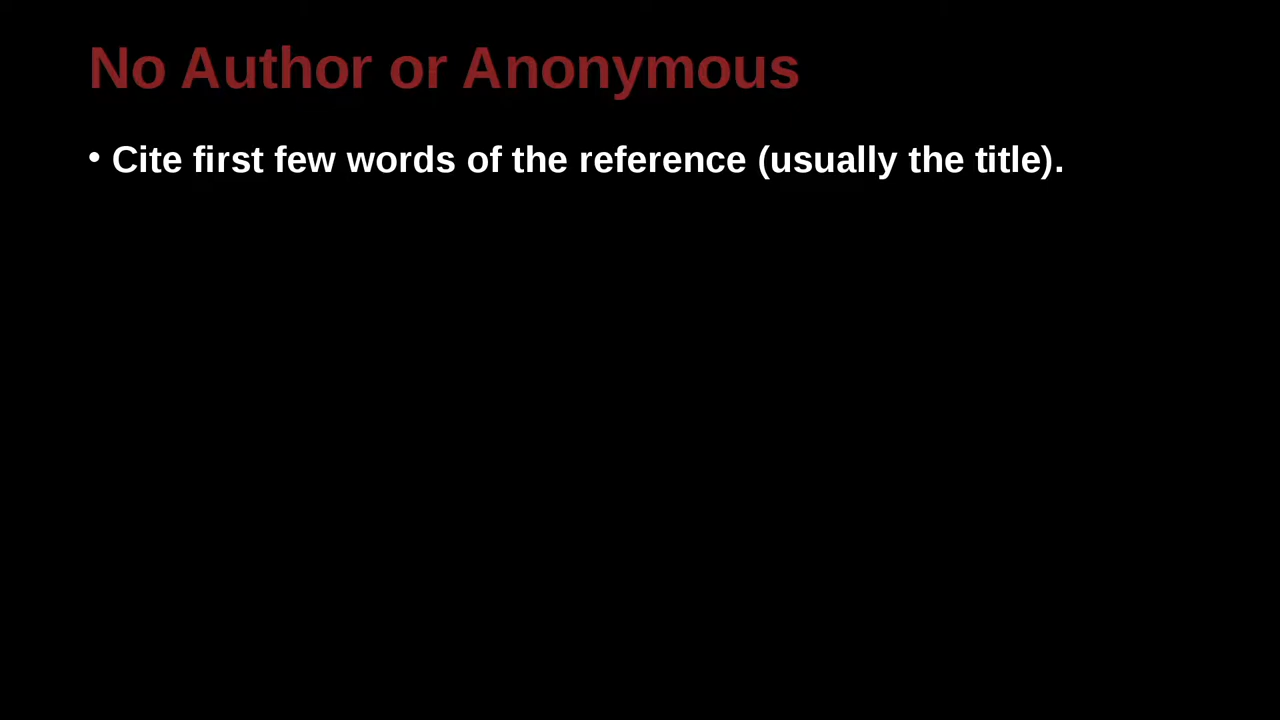 No Author or Anonymous
• Cite first few words of the reference (usually the title).